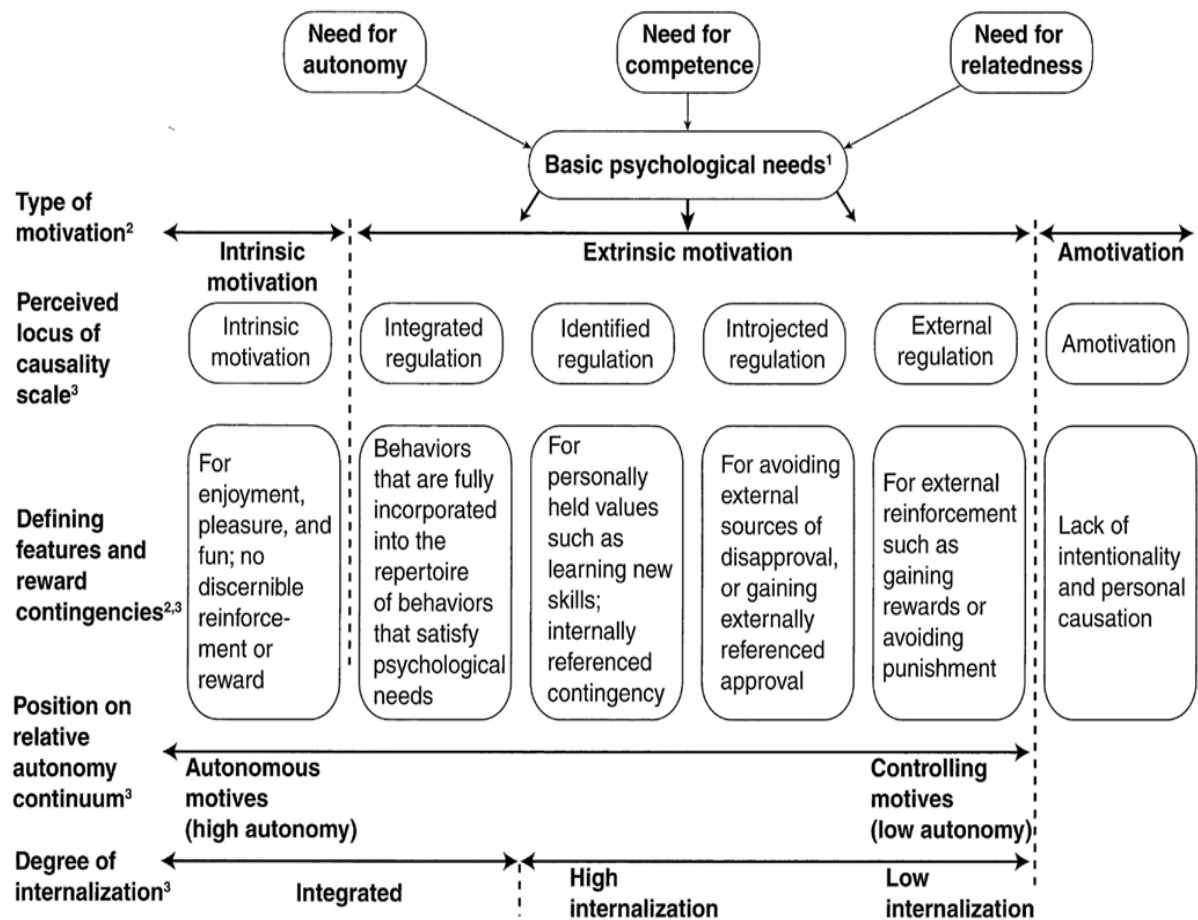 Need for
autonomy
Need for
competence
Need for
relatedness
Basic psychological needs¹
Type of
motivation²
Intrinsic
motivation
Extrinsic motivation
Amotivation
Perceived
locus of
causality
scale³
Intrinsic
motivation
Integrated
regulation
Identified
regulation
Introjected
regulation
External
regulation
Amotivation
Defining
features and
reward
contingencies²,³
For
enjoyment,
pleasure, and
fun; no
discernible
reinforce-
ment or
reward
Behaviors
that are fully
incorporated
into the
repertoire
of behaviors
that satisfy
psychological
needs
For
personally
held values
such as
learning new
skills;
internally
referenced
contingency
For avoiding
external
sources of
disapproval,
or gaining
externally
referenced
approval
For external
reinforcement
such as
gaining
rewards or
avoiding
punishment
Lack of
intentionality
and personal
causation
Position on
relative
autonomy
continuum³
Autonomous
motives
(high autonomy)
Controlling
motives
(low autonomy)
Degree of
internalization³
Integrated
High
internalization
Low
internalization